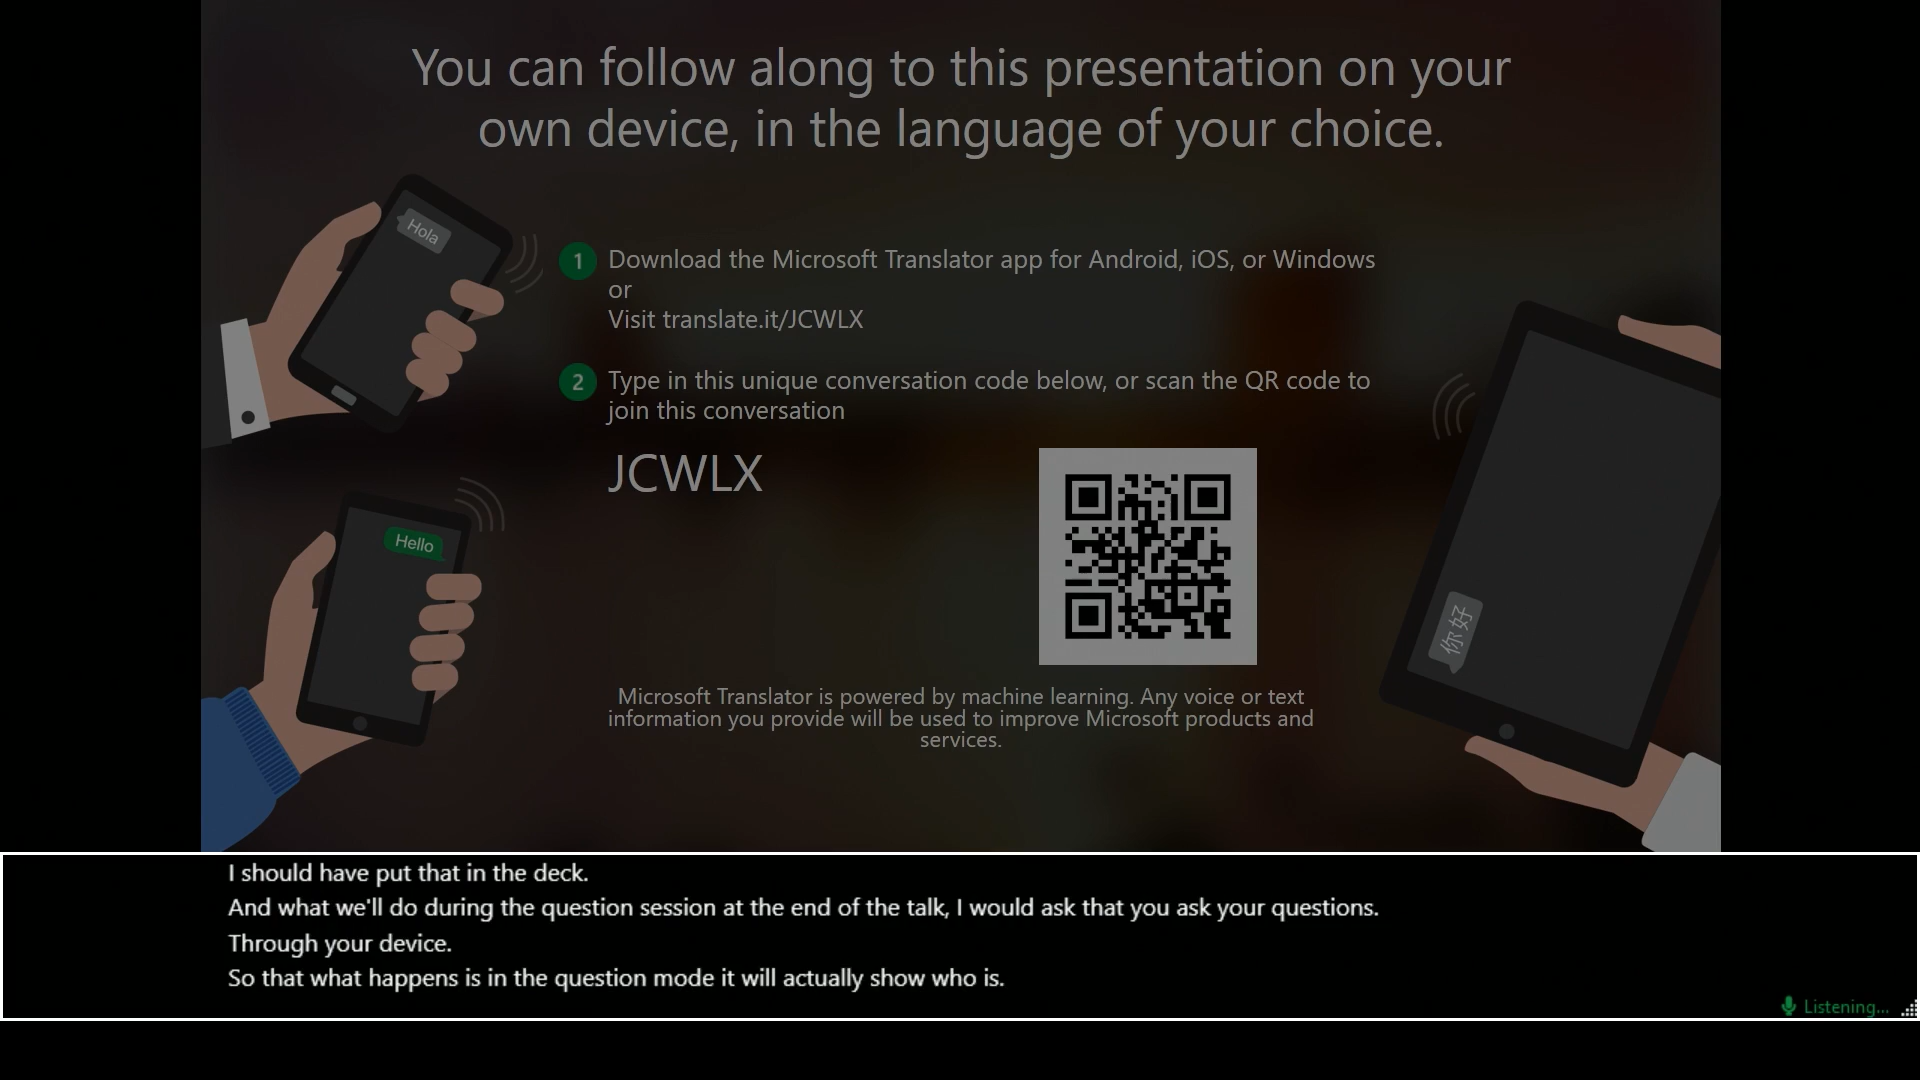 You can follow along to this presentation on your
own device, in the language of your choice.
Hola
1 Download the Microsoft Translator app for Android, iOS, or Windows
or
Visit translate.it/JCWLX
2 Type in this unique conversation code below, or scan the QR code to
join this conversation
JCWLX
Hello
你好
Microsoft Translator is powered by machine learning. Any voice or text
information you provide will be used to improve Microsoft products and
services.
I should have put that in the deck.
And what we'll do during the question session at the end of the talk, I would ask that you ask your questions.
Through your device.
So that what happens is in the question mode it will actually show who is.
Listening...